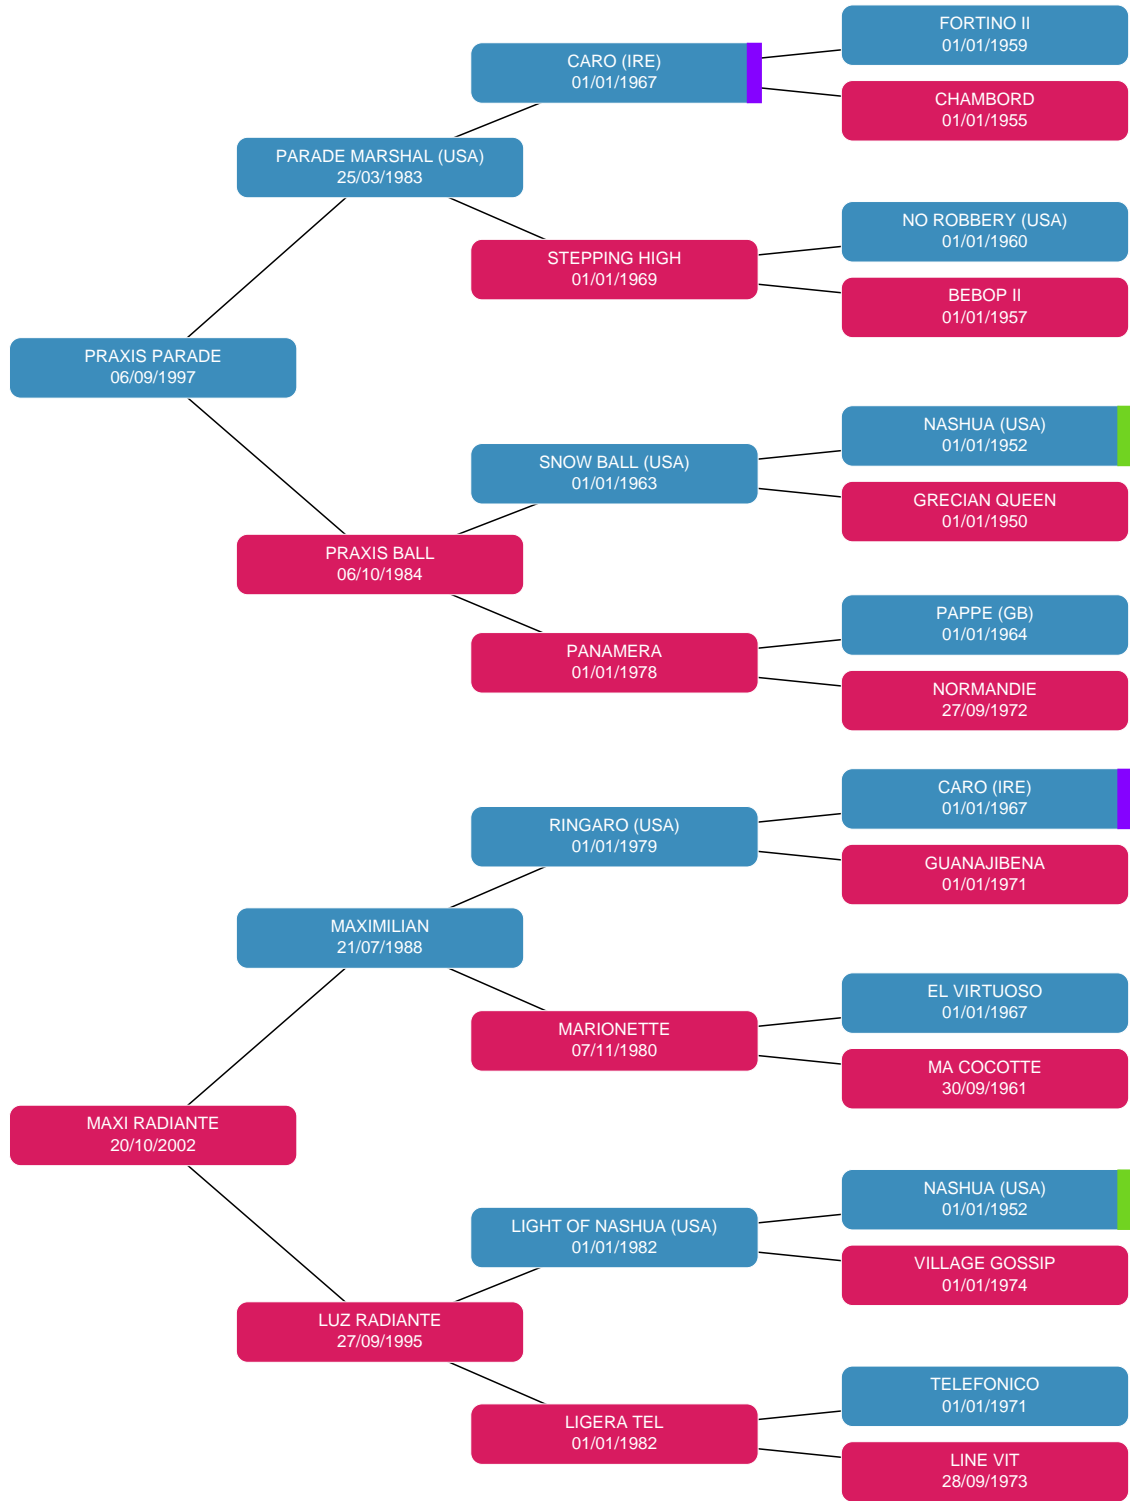 FORTINO II
01/01/1959
CARO (IRE)
01/01/1967
CHAMBORD
01/01/1955
PARADE MARSHAL (USA)
25/03/1983
NO ROBBERY (USA)
01/01/1960
STEPPING HIGH
01/01/1969
BEBOP II
01/01/1957
PRAXIS PARADE
06/09/1997
NASHUA (USA)
01/01/1952
SNOW BALL (USA)
01/01/1963
GRECIAN QUEEN
01/01/1950
PRAXIS BALL
06/10/1984
PAPPE (GB)
01/01/1964
PANAMERA
01/01/1978
NORMANDIE
27/09/1972
CARO (IRE)
01/01/1967
RINGARO (USA)
01/01/1979
GUANAJIBENA
01/01/1971
MAXIMILIAN
21/07/1988
EL VIRTUOSO
01/01/1967
MARIONETTE
07/11/1980
MA COCOTTE
30/09/1961
MAXI RADIANTE
20/10/2002
NASHUA (USA)
01/01/1952
LIGHT OF NASHUA (USA)
01/01/1982
VILLAGE GOSSIP
01/01/1974
LUZ RADIANTE
27/09/1995
TELEFONICO
01/01/1971
LIGERA TEL
01/01/1982
LINE VIT
28/09/1973